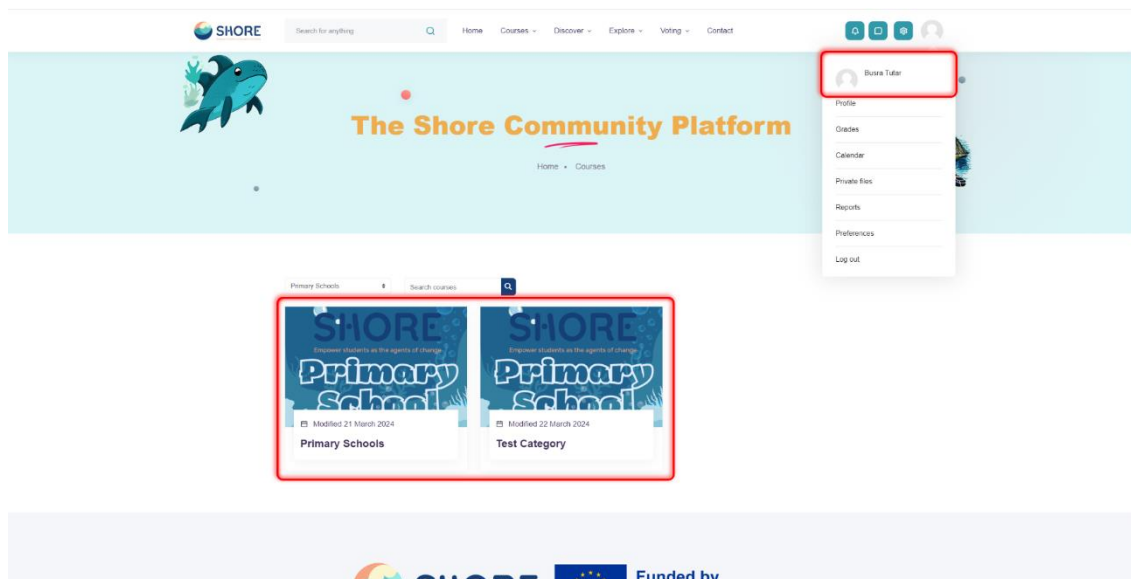 SHORE
Search for anything
Home Courses Discover Explore Voting Contact
Busra Tutar
Profile
Grades
Calendar
Private files
Reports
Preferences
Log out
The Shore Community Platform
Home • Courses
Primary Schools
Search courses
SHORE
Empower students as the agents of change
Primary
School
Modified 21 March 2024
Primary Schools
SHORE
Empower students as the agents of change
Primary
School
Modified 22 March 2024
Test Category
SHORE
Funded by